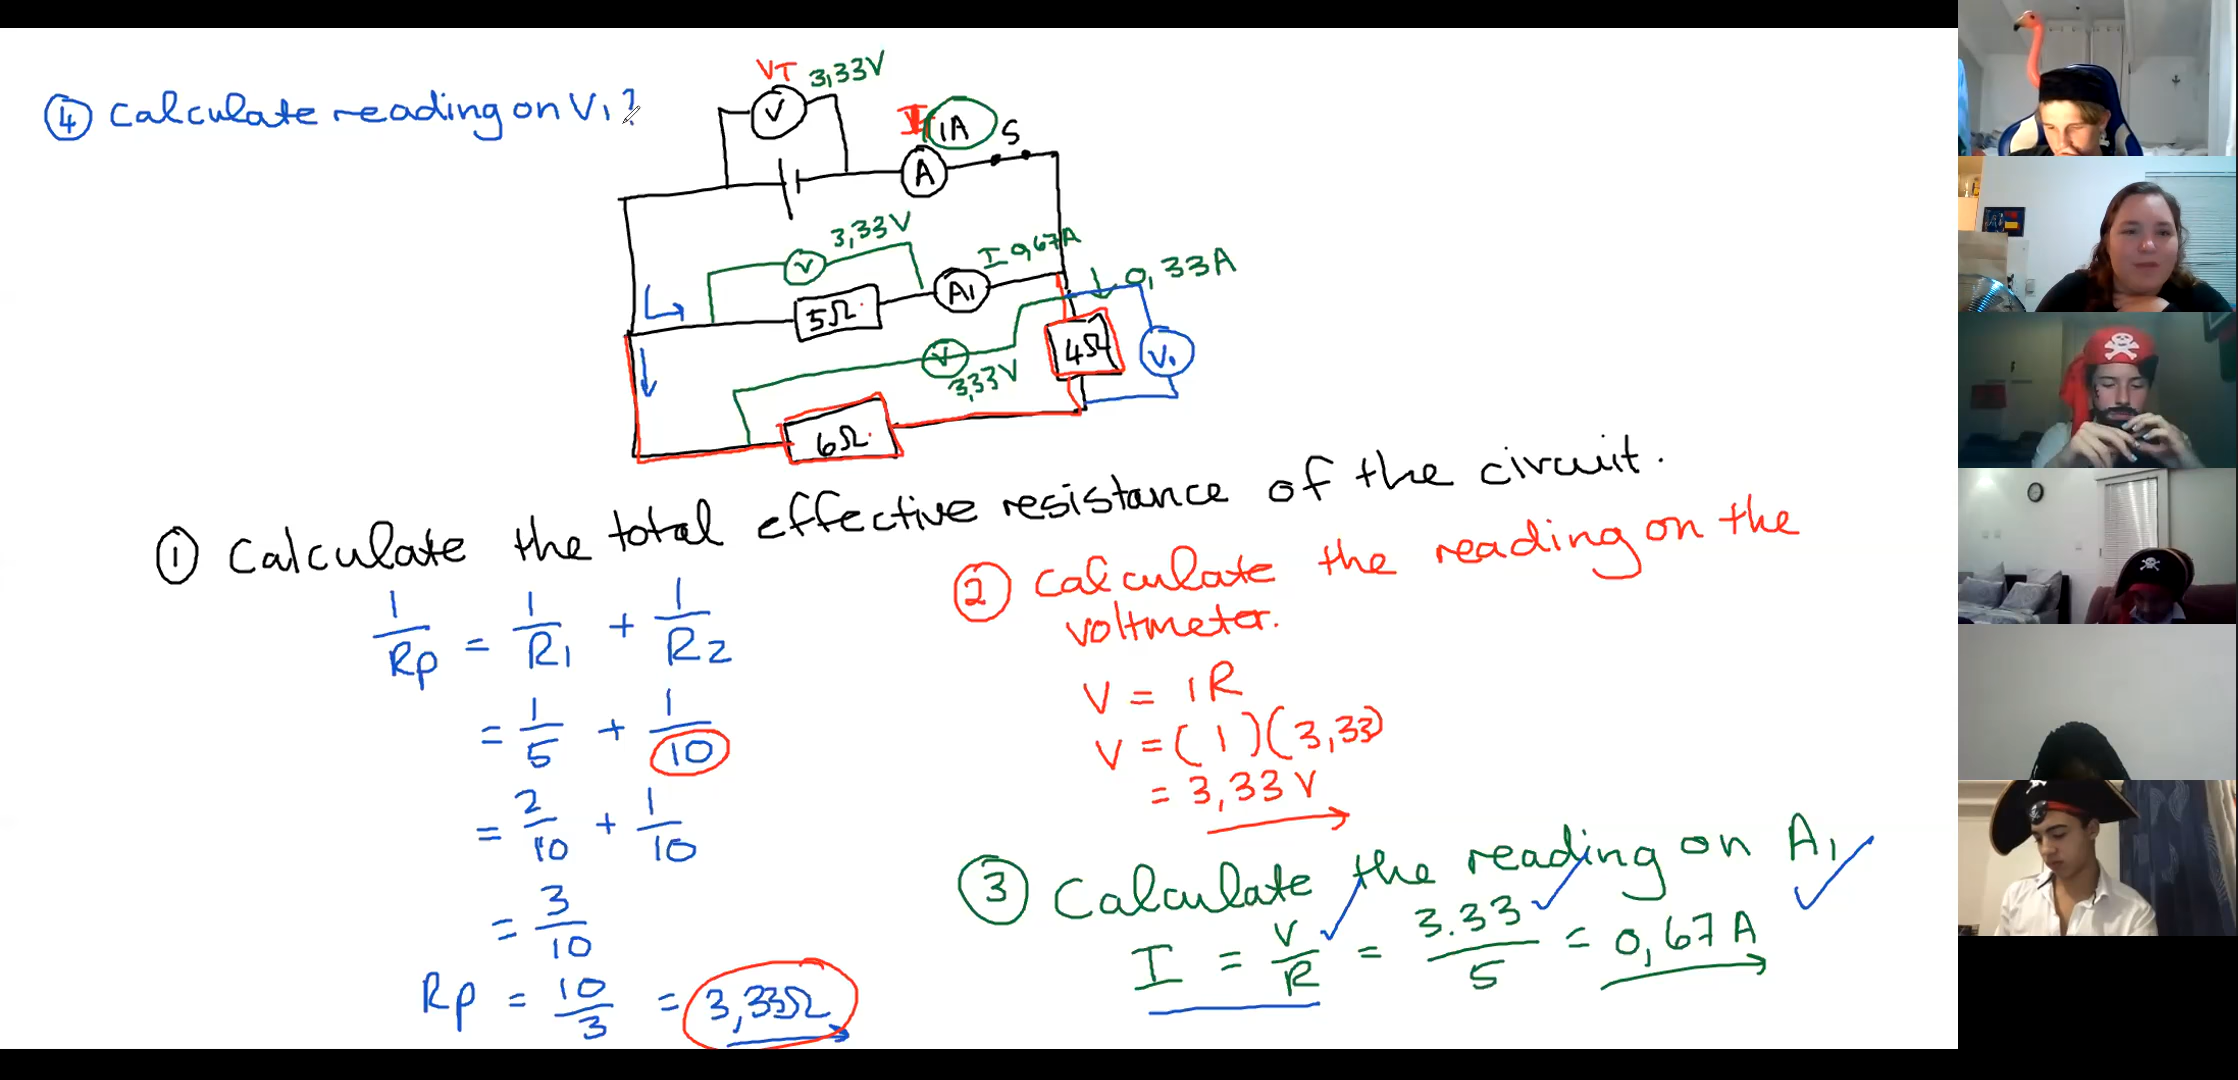 ④ Calculate reading on V1?
VT 3,33V
V
I 1A S
A
3,33V
V
I 0,67A
0,33A
5Ω
A1
4Ω
V1
V
3,33V
6Ω
① Calculate the total effective resistance of the circuit.
1/Rp = 1/R1 + 1/R2
= 1/5 + 1/10
= 2/10 + 1/10
= 3/10
Rp = 10/3 = 3,33Ω
② Calculate the reading on the
voltmeter.
V = IR
V = (1)(3,33)
= 3,33 V
③ Calculate the reading on A1
I = V/R = 3.33/5 = 0,67A